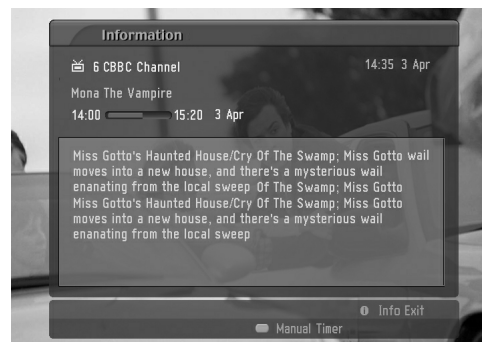 Information
6 CBBC Channel 14:35 3 Apr
Mona The Vampire
14:00 15:20 3 Apr
Miss Gotto's Haunted House/Cry Of The Swamp; Miss Gotto wail
moves into a new house, and there's a mysterious wail
enanating from the local sweep Of The Swamp; Miss Gotto
Miss Gotto's Haunted House/Cry Of The Swamp; Miss Gotto
moves into a new house, and there's a mysterious wail
enanating from the local sweep
i Info Exit
Manual Timer